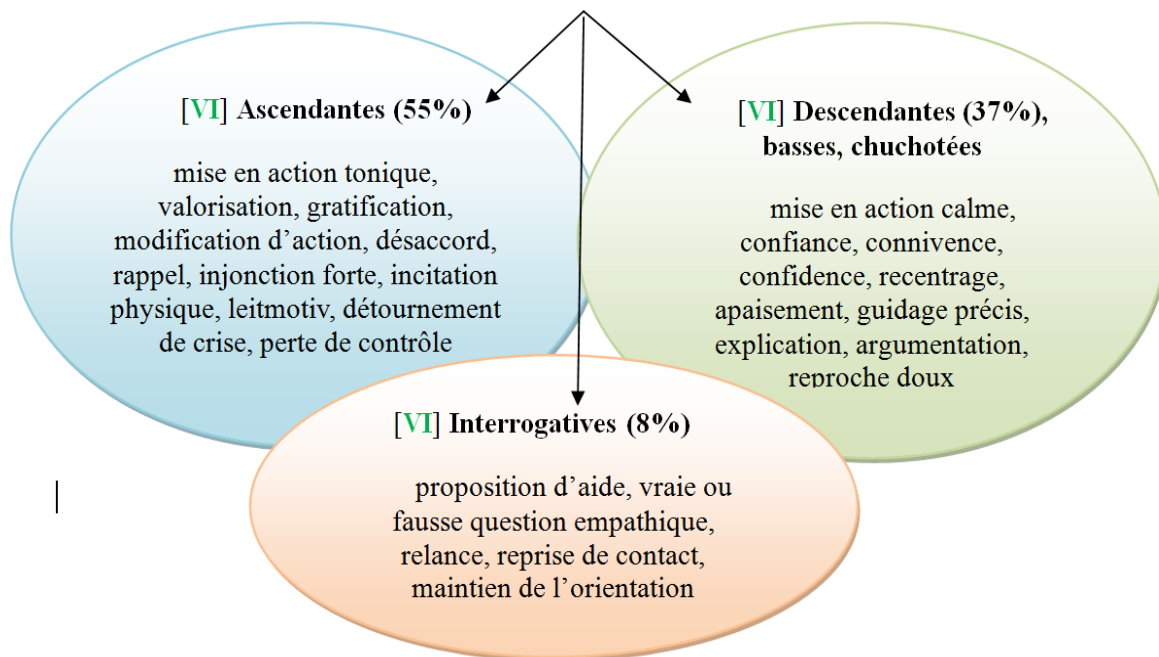 [VI] Ascendantes (55%)
mise en action tonique,
valorisation, gratification,
modification d’action, désaccord,
rappel, injonction forte, incitation
physique, leitmotiv, détournement
de crise, perte de contrôle
[VI] Descendantes (37%),
basses, chuchotées
mise en action calme,
confiance, connivence,
confidence, recentrage,
apaisement, guidage précis,
explication, argumentation,
reproche doux
[VI] Interrogatives (8%)
proposition d’aide, vraie ou
fausse question empathique,
relance, reprise de contact,
maintien de l’orientation